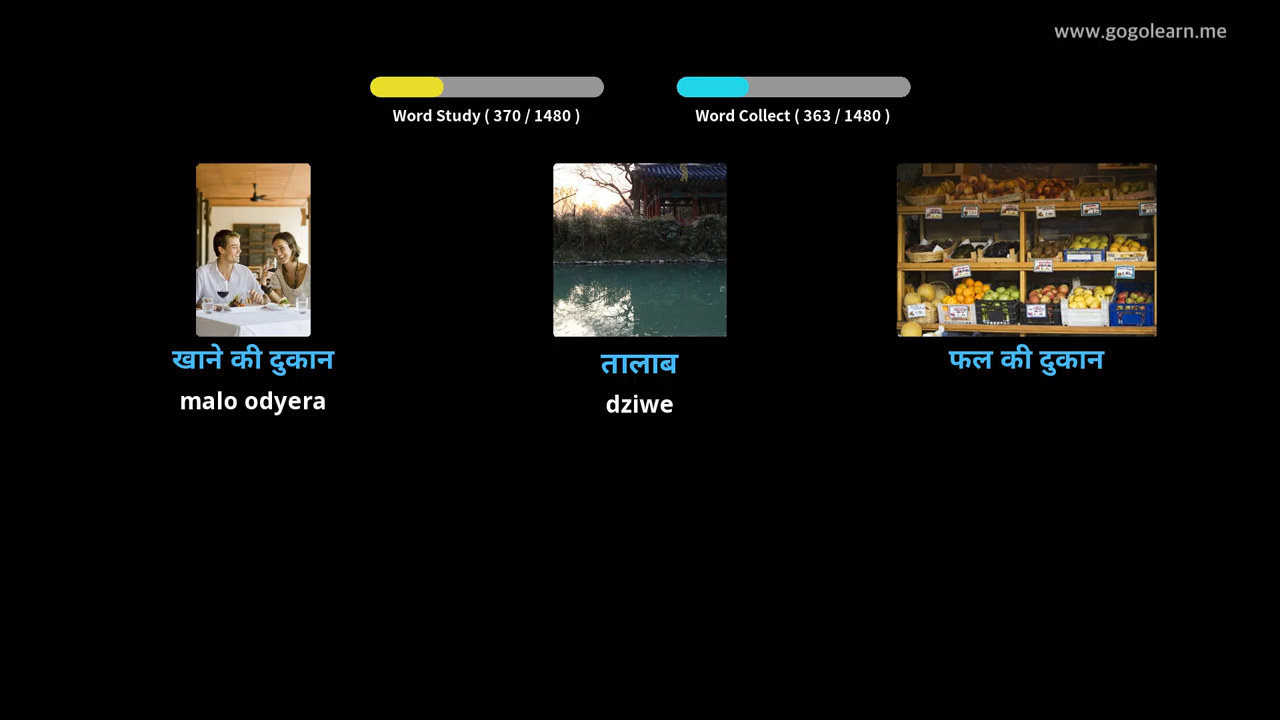 www.gogolearn.me
Word Study ( 370 / 1480 )
Word Collect ( 363 / 1480 )
खाने की दुकान
malo odyera
तालाब
dziwe
फल की दुकान